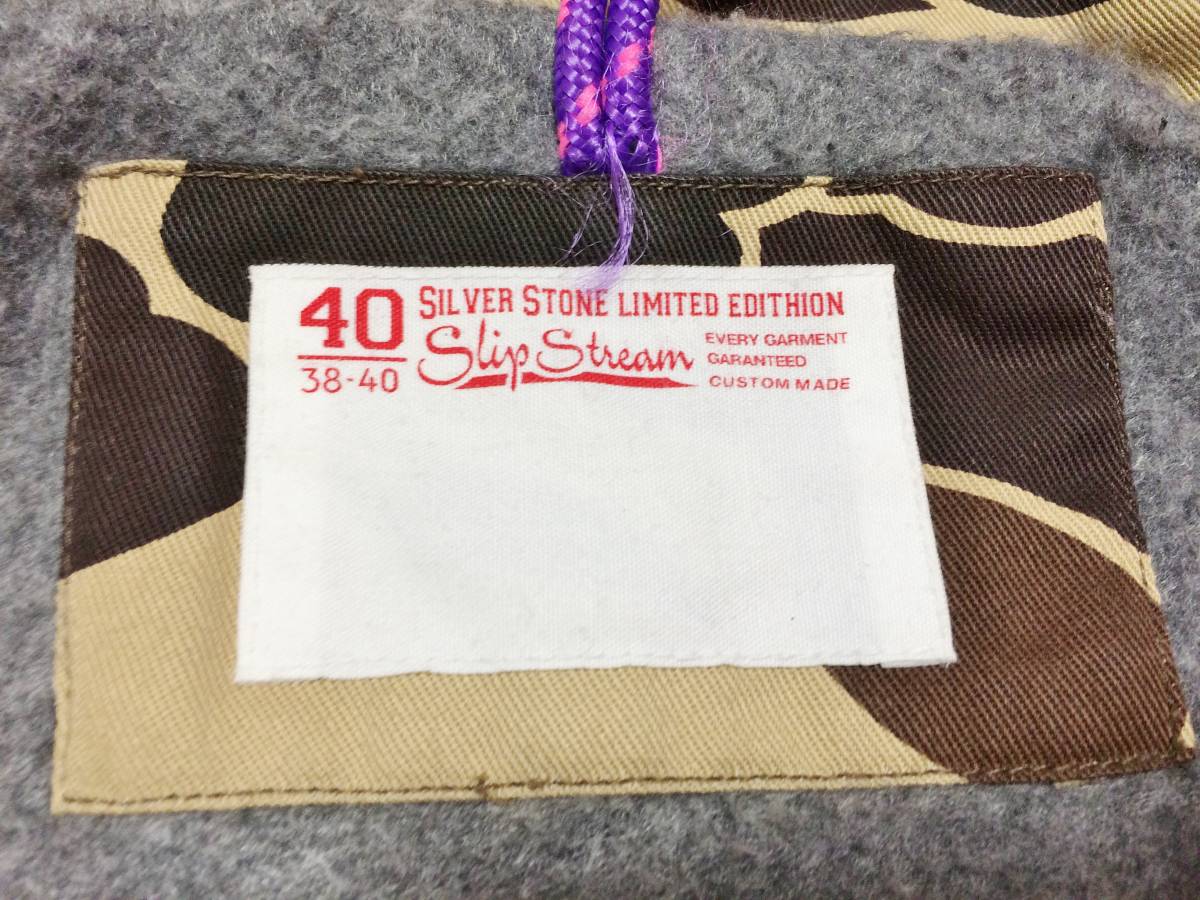 40
38-40
SILVER STONE LIMITED EDITHION
Slip Stream
EVERY GARMENT
GARANTEED
CUSTOM MADE